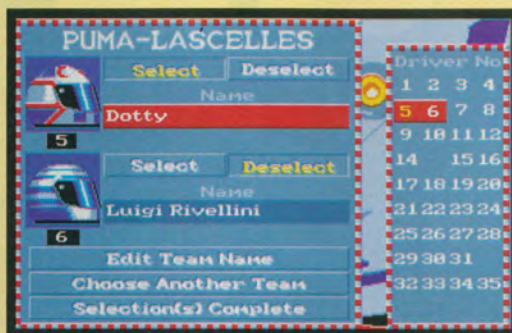 PUMA-LASCELLES
Select Deselect
Name
Dotty
5
Select Deselect
Name
Luigi Rivellini
6
Edit Team Name
Choose Another Team
Selection(s) Complete
Driver No
1 2 3 4
5 6 7 8
9 10 11 12
14 15 16
17 18 19 20
21 22 23 24
25 26 27 28
29 30 31
32 33 34 35